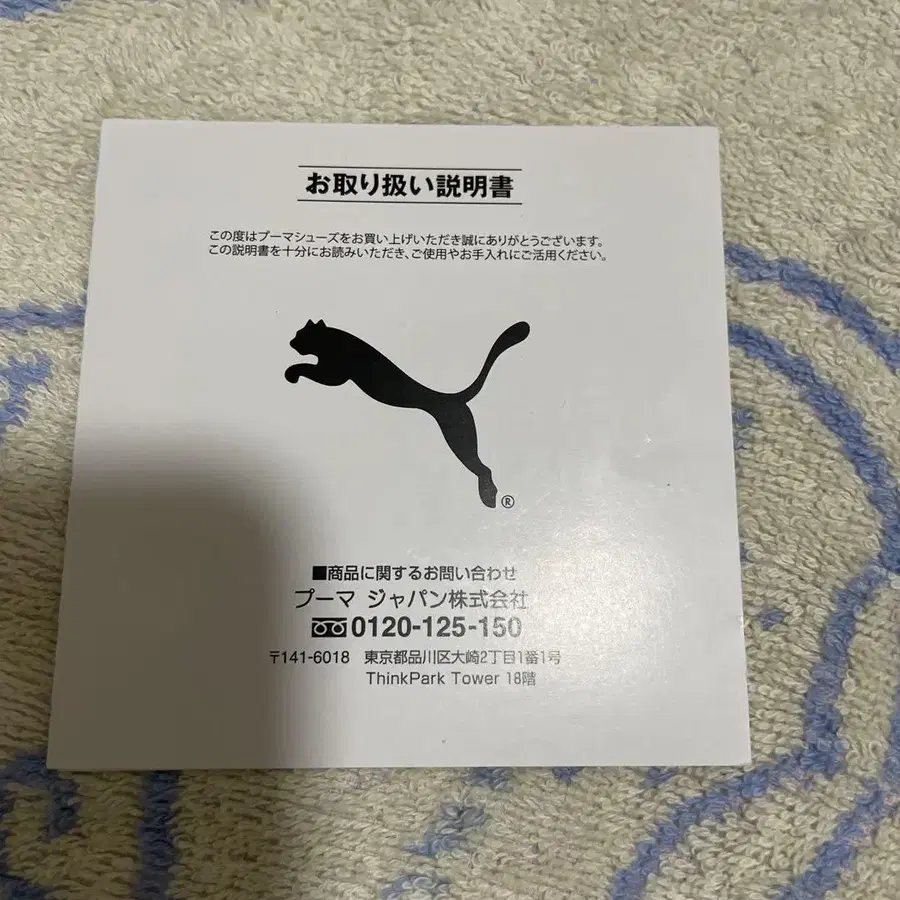 お取り扱い説明書
この度はプーマシューズをお買い上げいただき誠にありがとうございます。
この説明書を十分にお読みいただき、ご使用やお手入れにご活用ください。
®
■商品に関するお問い合わせ
プーマ ジャパン株式会社
0120-125-150
〒141-6018 東京都品川区大崎2丁目1番1号
ThinkPark Tower 18階